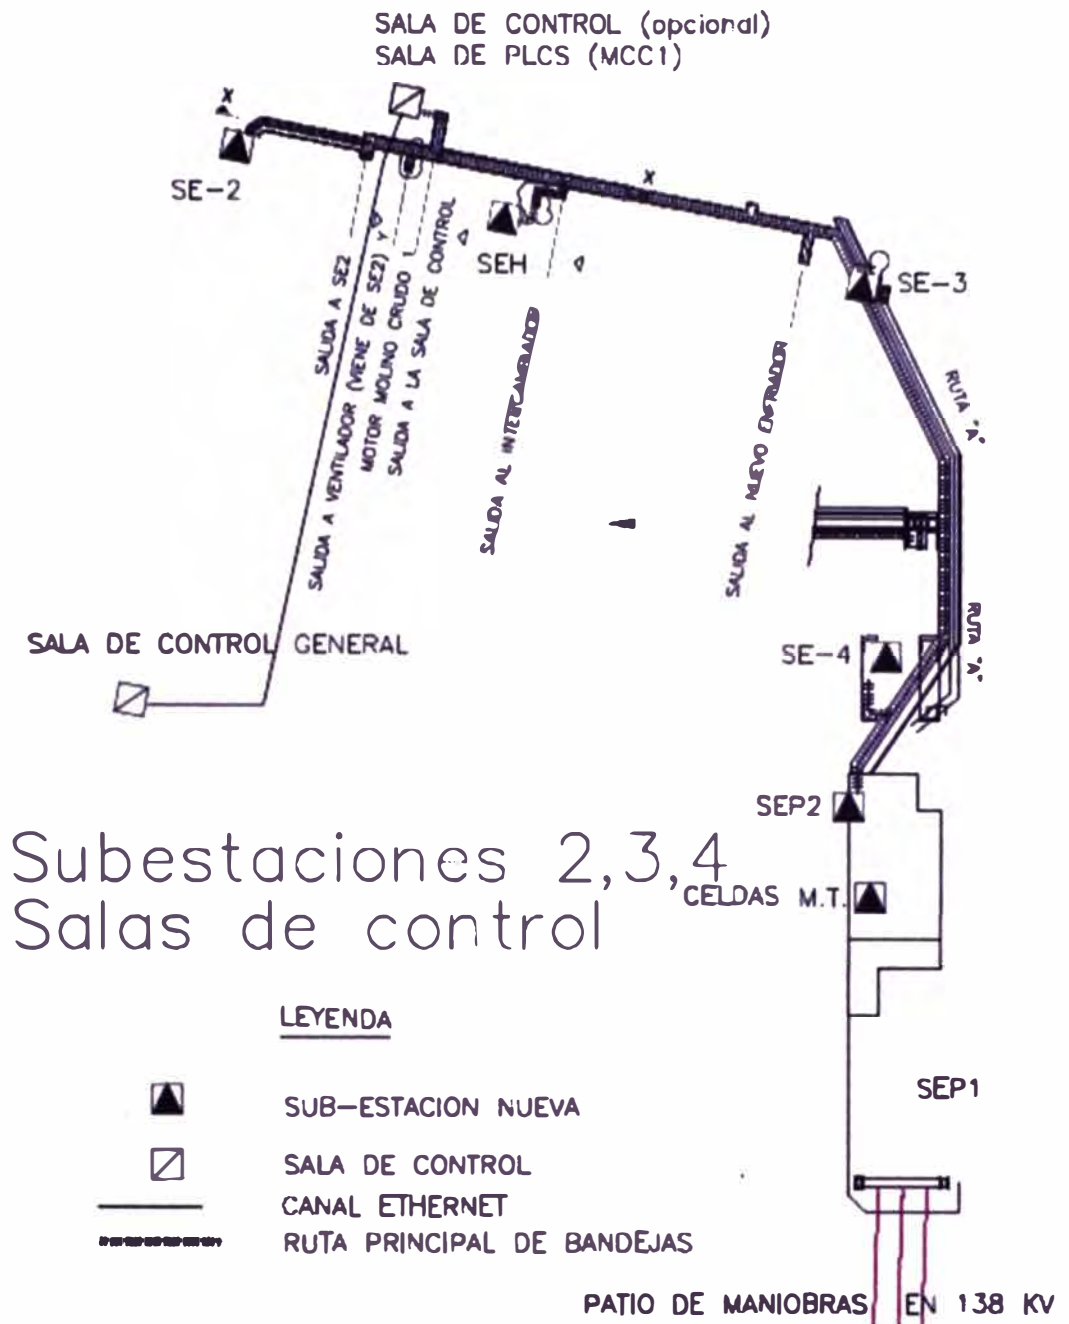 SALA DE CONTROL (opcional)
SALA DE PLCS (MCC1)
X
SE-2
X
SEH
SE-3
SALIDA A SE2
SALIDA A VENTILADOR (VIENE DE SE2) Y
MOTOR MOLINO CRUDO 1
SALIDA A LA SALA DE CONTROL
SALIDA AL INTERCAMBIADOR
SALIDA AL NUEVO ENFRIADOR
RUTA "A"
RUTA "A"
SALA DE CONTROL GENERAL
SE-4
SEP2
Subestaciones 2,3,4
CELDAS M.T.
Salas de control
LEYENDA
SUB-ESTACION NUEVA
SALA DE CONTROL
CANAL ETHERNET
RUTA PRINCIPAL DE BANDEJAS
SEP1
PATIO DE MANIOBRAS EN 138 KV